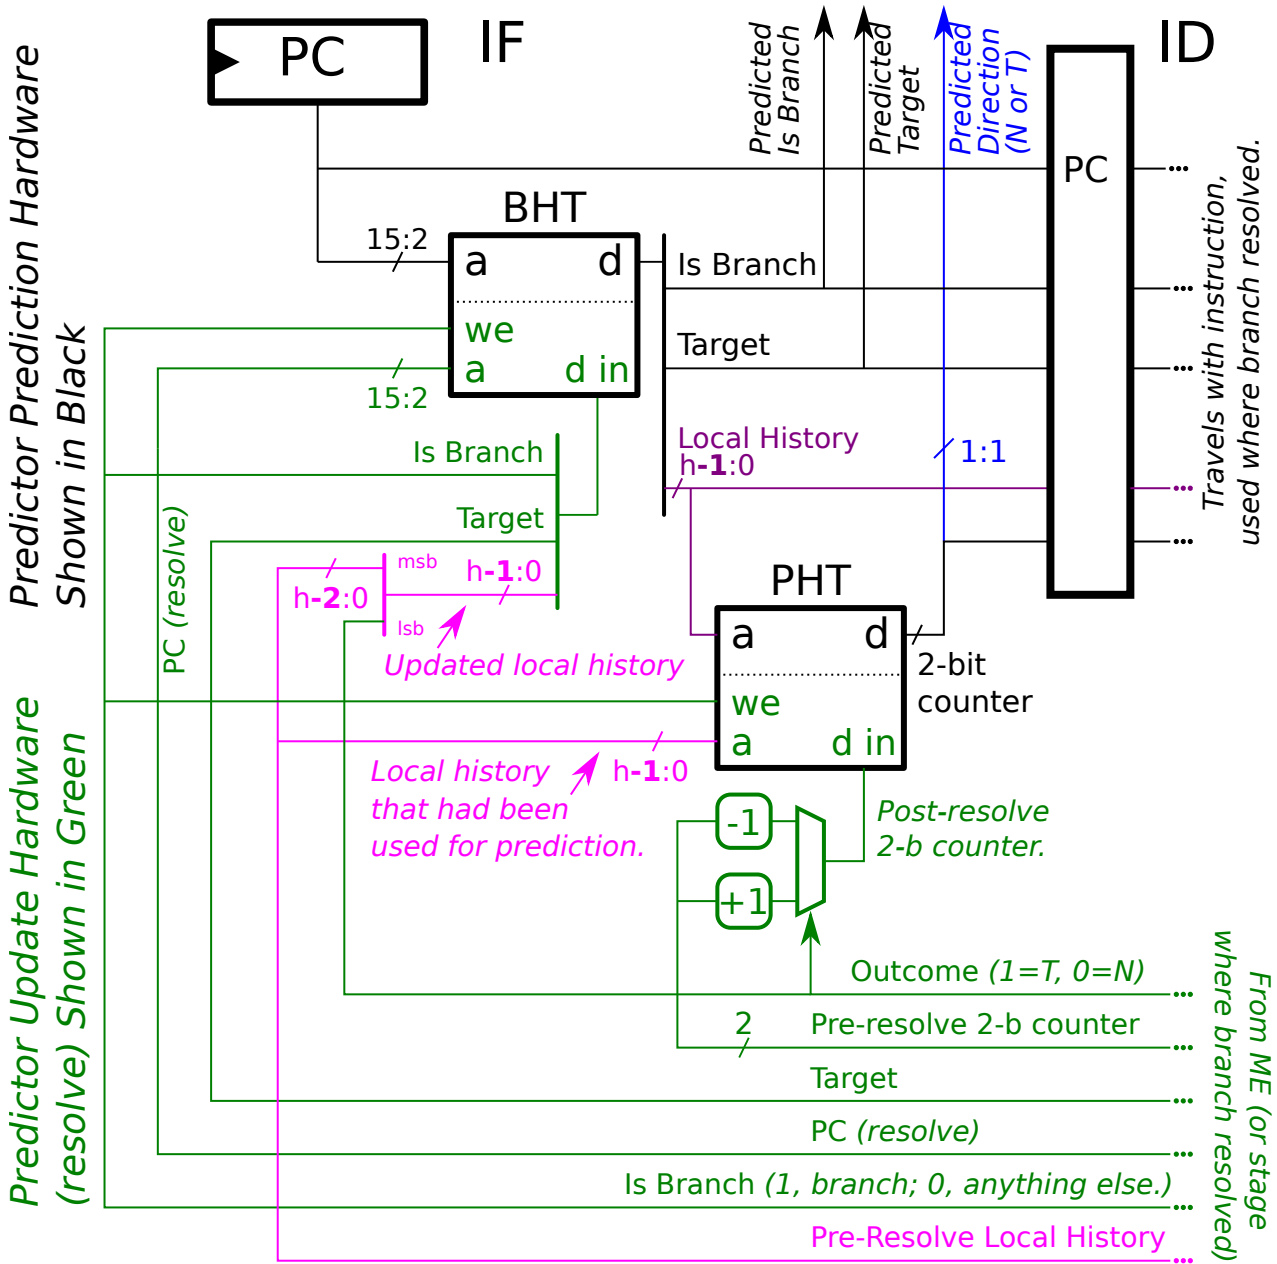 Predictor Prediction Hardware
Shown in Black
Predictor Update Hardware
(resolve) Shown in Green
PC
IF
Predicted
Is Branch
Predicted
Target
Predicted
Direction
(N or T)
ID
PC
Travels with instruction,
used where branch resolved.
BHT
15:2
a
d
we
a
d in
15:2
Is Branch
Target
Local History
h-1:0
1:1
Is Branch
Target
PC (resolve)
msb
h-1:0
h-2:0
lsb
Updated local history
PHT
a
d
2-bit
counter
we
a
d in
Local history
h-1:0
that had been
used for prediction.
-1
+1
Post-resolve
2-b counter.
Outcome (1=T, 0=N)
2
Pre-resolve 2-b counter
Target
PC (resolve)
Is Branch (1, branch; 0, anything else.)
Pre-Resolve Local History
From ME (or stage
where branch resolved)